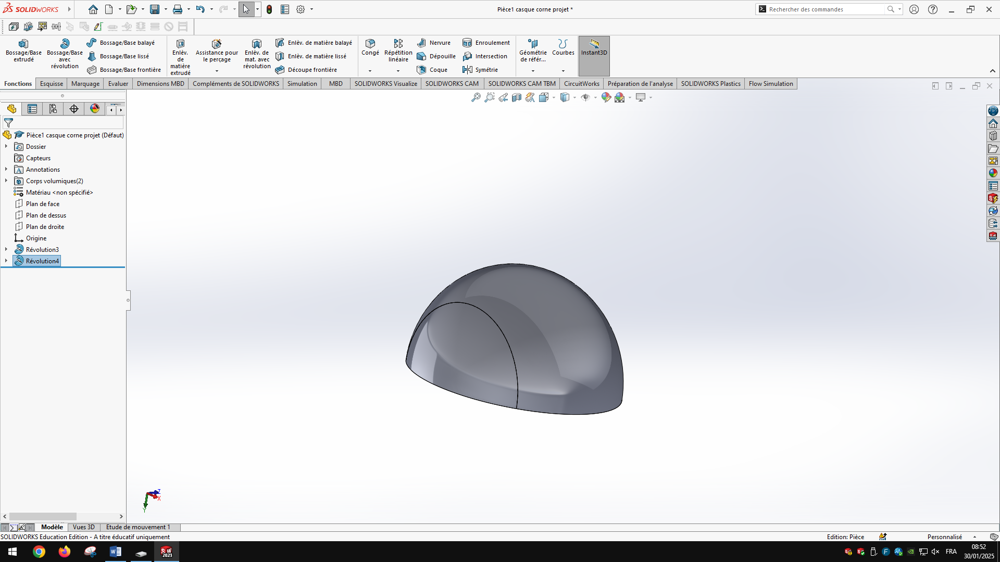 SOLIDWORKS
Pièce1 casque corne projet *
Rechercher des commandes
Bossage/Base extrudé
Bossage/Base avec révolution
Bossage/Base balayé
Bossage/Base lissé
Bossage/Base frontière
Enlèv. de matière extrudé
Assistance pour le perçage
Enlèv. de mat. avec révolution
Enlèv. de matière balayé
Enlèv. de matière lissé
Découpe frontière
Congé
Répétition linéaire
Nervure
Dépouille
Coque
Enroulement
Intersection
Symétrie
Géométrie de référ...
Courbes
Instant3D
Fonctions
Esquisse
Marquage
Evaluer
Dimensions MBD
Compléments de SOLIDWORKS
Simulation
MBD
SOLIDWORKS Visualize
SOLIDWORKS CAM
SOLIDWORKS CAM TBM
CircuitWorks
Préparation de l'analyse
SOLIDWORKS Plastics
Flow Simulation
Pièce1 casque corne projet (Défaut)
Dossier
Capteurs
Annotations
Corps volumiques(2)
Matériau <non spécifié>
Plan de face
Plan de dessus
Plan de droite
Origine
Révolution3
Révolution4
Z
X
Y
Modèle
Vues 3D
Etude de mouvement 1
SOLIDWORKS Education Edition - A titre éducatif uniquement
Edition: Pièce
Personnalisé
FRA
08:52
30/01/2025